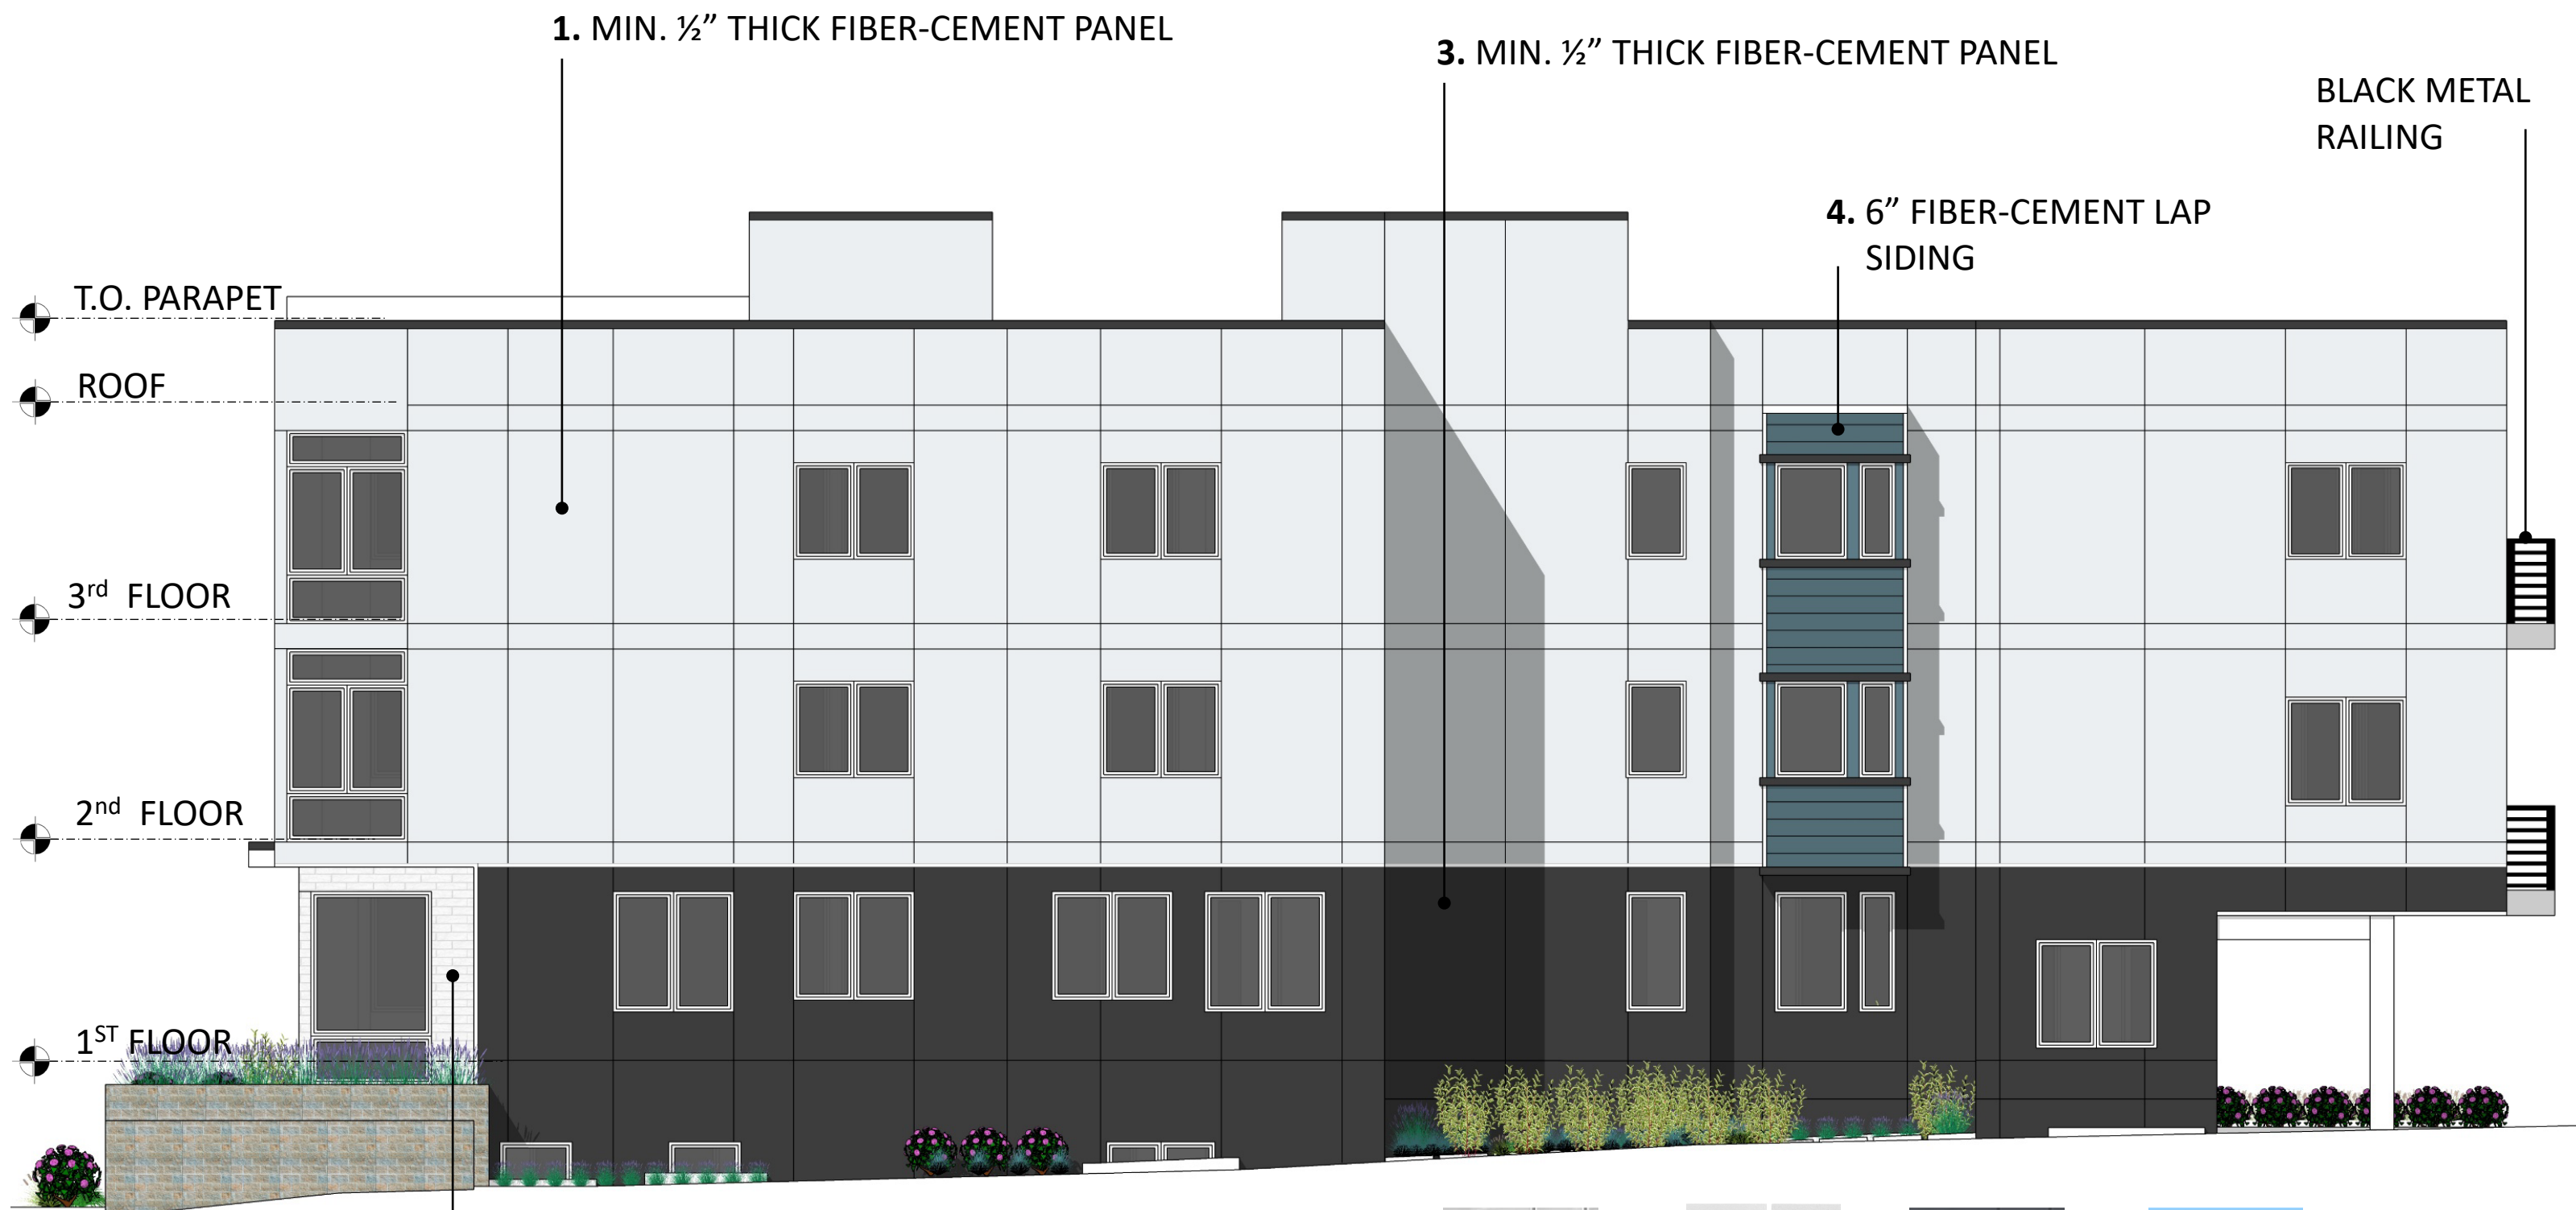 1. MIN. ½” THICK FIBER-CEMENT PANEL
3. MIN. ½” THICK FIBER-CEMENT PANEL
BLACK METAL
RAILING
4. 6” FIBER-CEMENT LAP
SIDING
T.O. PARAPET
ROOF
3rd FLOOR
2nd FLOOR
1ST FLOOR